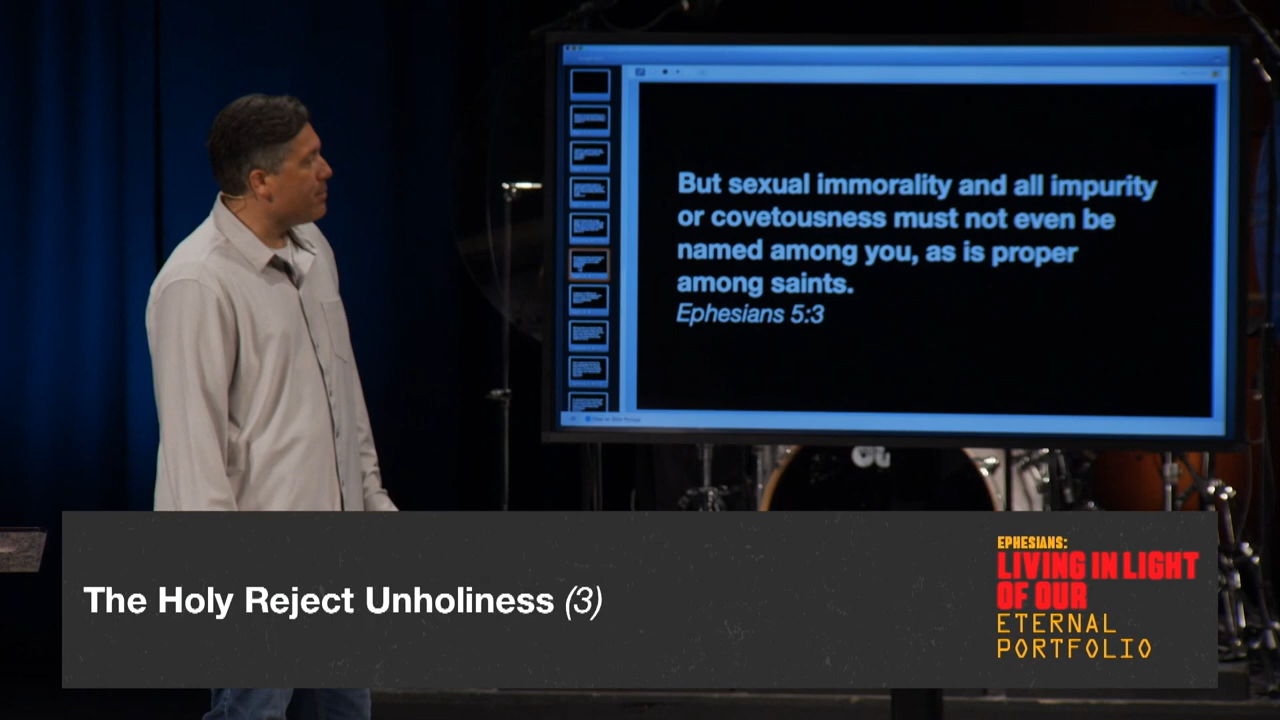 But sexual immorality and all impurity
or covetousness must not even be
named among you, as is proper
among saints.
Ephesians 5:3
The Holy Reject Unholiness (3)
EPHESIANS:
LIVING IN LIGHT
OF OUR
ETERNAL
PORTFOLIO